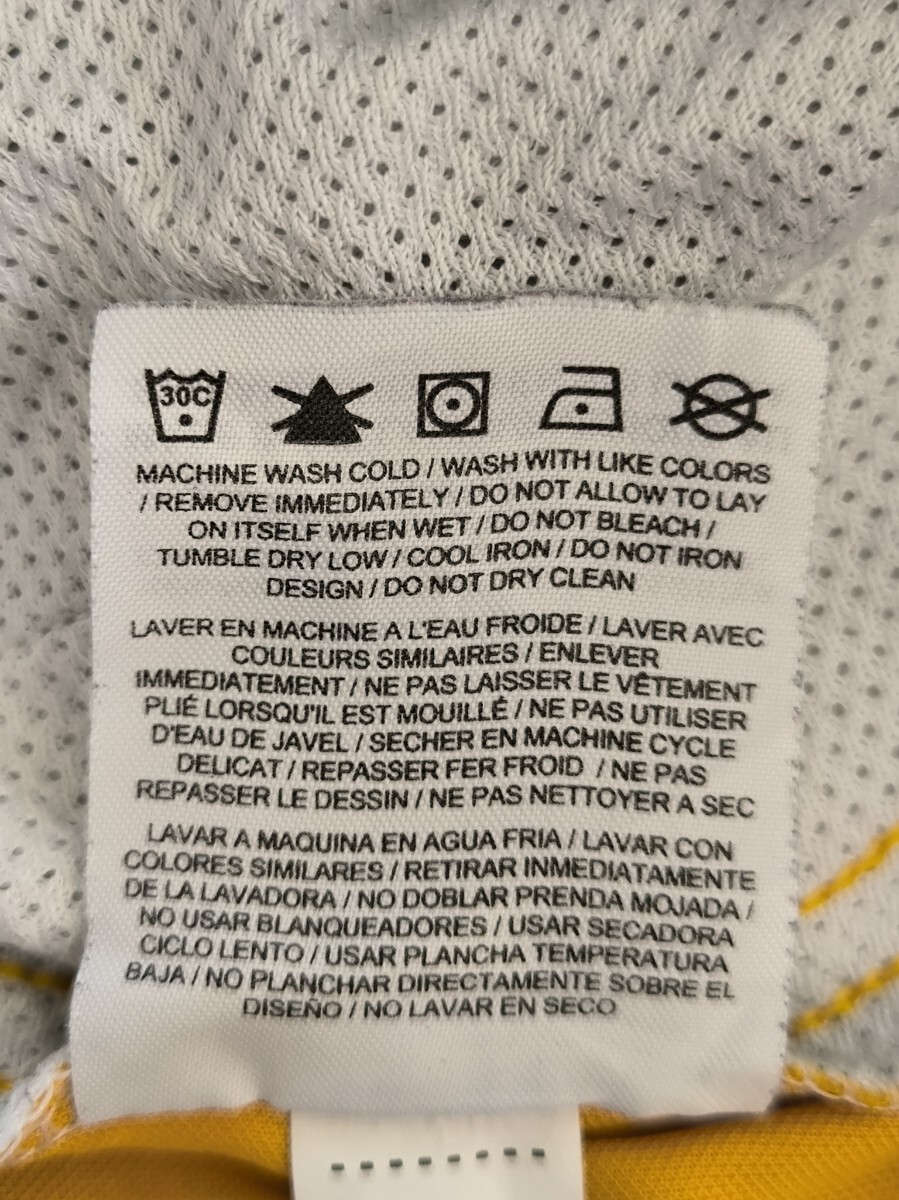 30C
MACHINE WASH COLD / WASH WITH LIKE COLORS
/ REMOVE IMMEDIATELY / DO NOT ALLOW TO LAY
ON ITSELF WHEN WET / DO NOT BLEACH /
TUMBLE DRY LOW / COOL IRON / DO NOT IRON
DESIGN / DO NOT DRY CLEAN
LAVER EN MACHINE A L'EAU FROIDE / LAVER AVEC
COULEURS SIMILAIRES / ENLEVER
IMMEDIATEMENT / NE PAS LAISSER LE VÊTEMENT
PLIÉ LORSQU'IL EST MOUILLÉ / NE PAS UTILISER
D'EAU DE JAVEL / SECHER EN MACHINE CYCLE
DELICAT / REPASSER FER FROID / NE PAS
REPASSER LE DESSIN / NE PAS NETTOYER A SEC
LAVAR A MAQUINA EN AGUA FRIA / LAVAR CON
COLORES SIMILARES / RETIRAR INMEDIATAMENTE
DE LA LAVADORA / NO DOBLAR PRENDA MOJADA /
NO USAR BLANQUEADORES / USAR SECADORA
CICLO LENTO / USAR PLANCHA TEMPERATURA
BAJA / NO PLANCHAR DIRECTAMENTE SOBRE EL
DISEÑO / NO LAVAR EN SECO